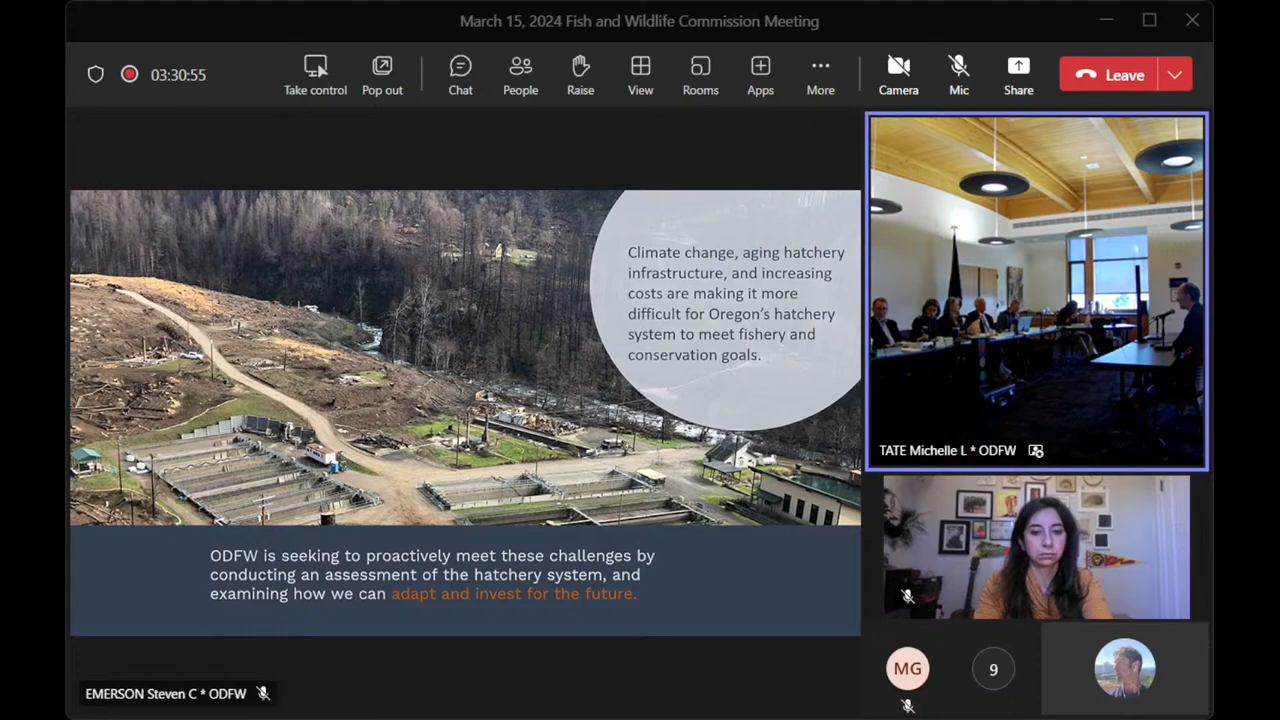 March 15, 2024 Fish and Wildlife Commission Meeting
03:30:55
Take control
Pop out
Chat
People
Raise
View
Rooms
Apps
More
Camera
Mic
Share
Leave
Climate change, aging hatchery
infrastructure, and increasing
costs are making it more
difficult for Oregon's hatchery
system to meet fishery and
conservation goals.
ODFW is seeking to proactively meet these challenges by
conducting an assessment of the hatchery system, and
examining how we can adapt and invest for the future.
EMERSON Steven C * ODFW
TATE Michelle L * ODFW
MG
9